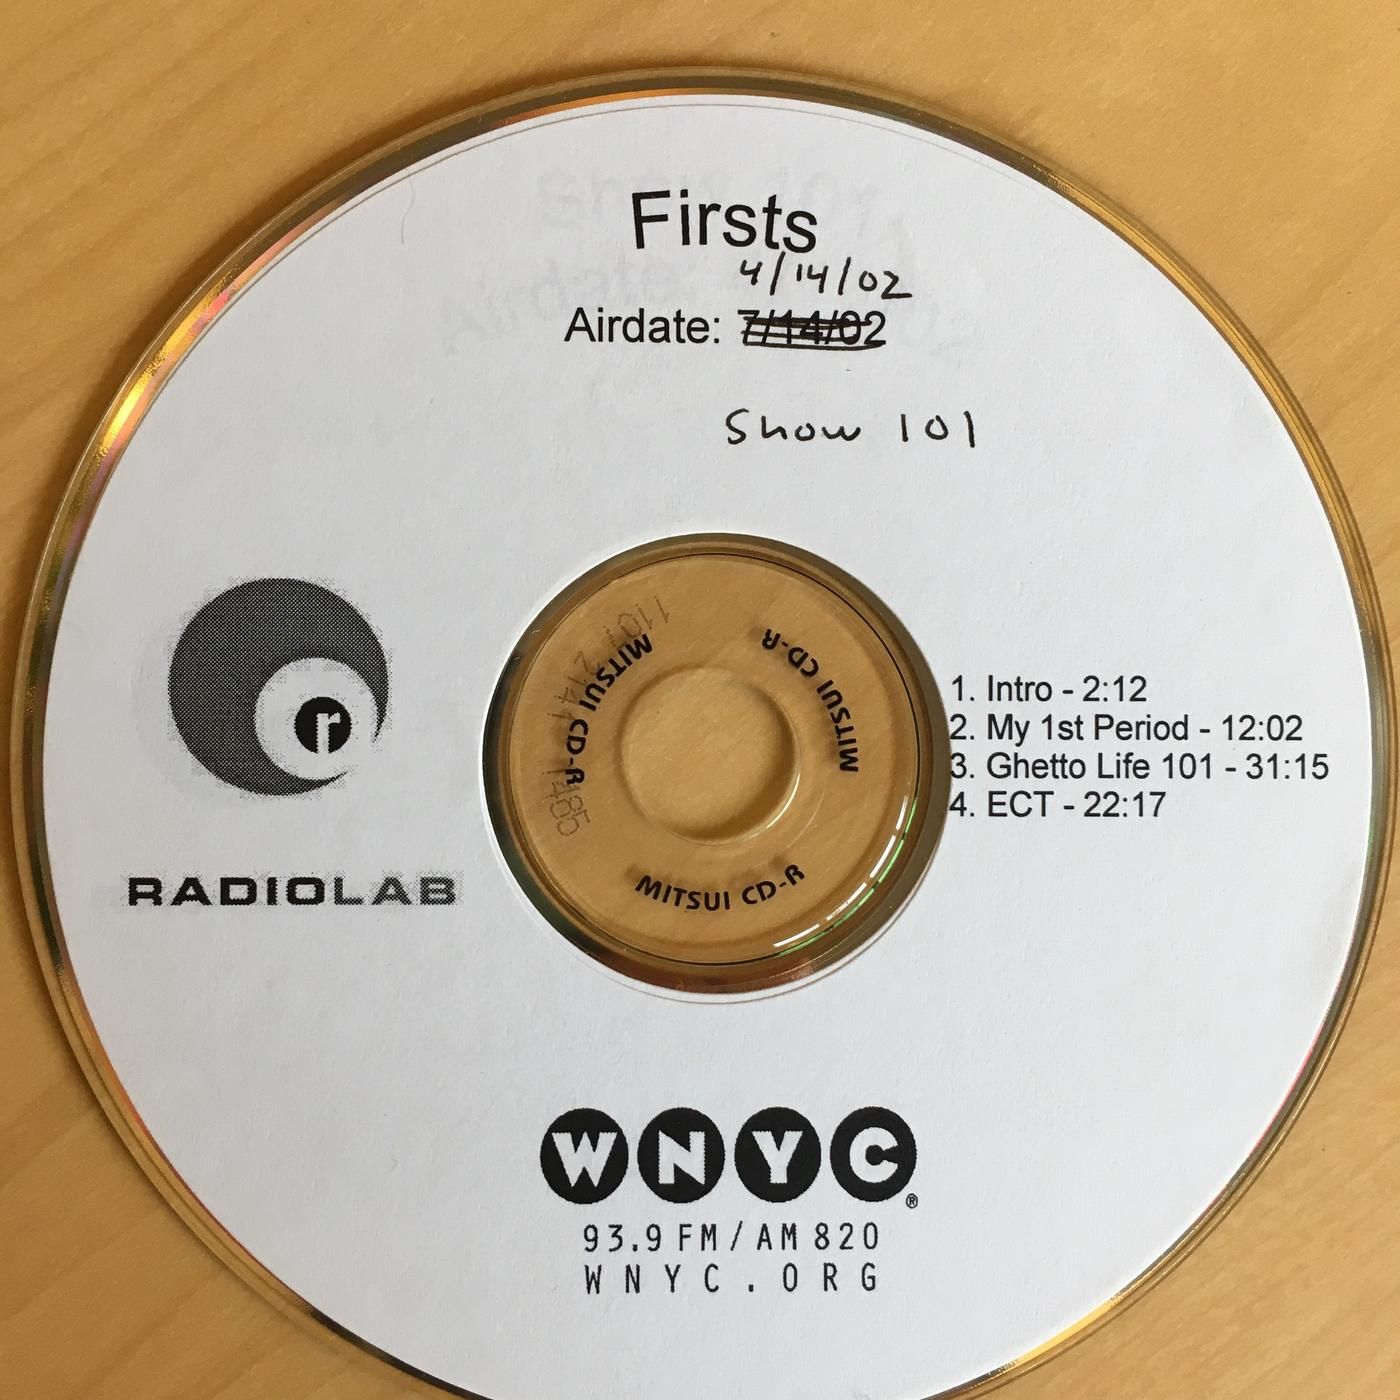 Firsts
4/14/02
Airdate: 7/14/02
Show 101
r
RADIOLAB
MITSUI CD-R
MITSUI CD-R
MITSUI CD-R
1. Intro - 2:12
2. My 1st Period - 12:02
3. Ghetto Life 101 - 31:15
4. ECT - 22:17
WNYC®
93.9 FM / AM 820
WNYC.ORG